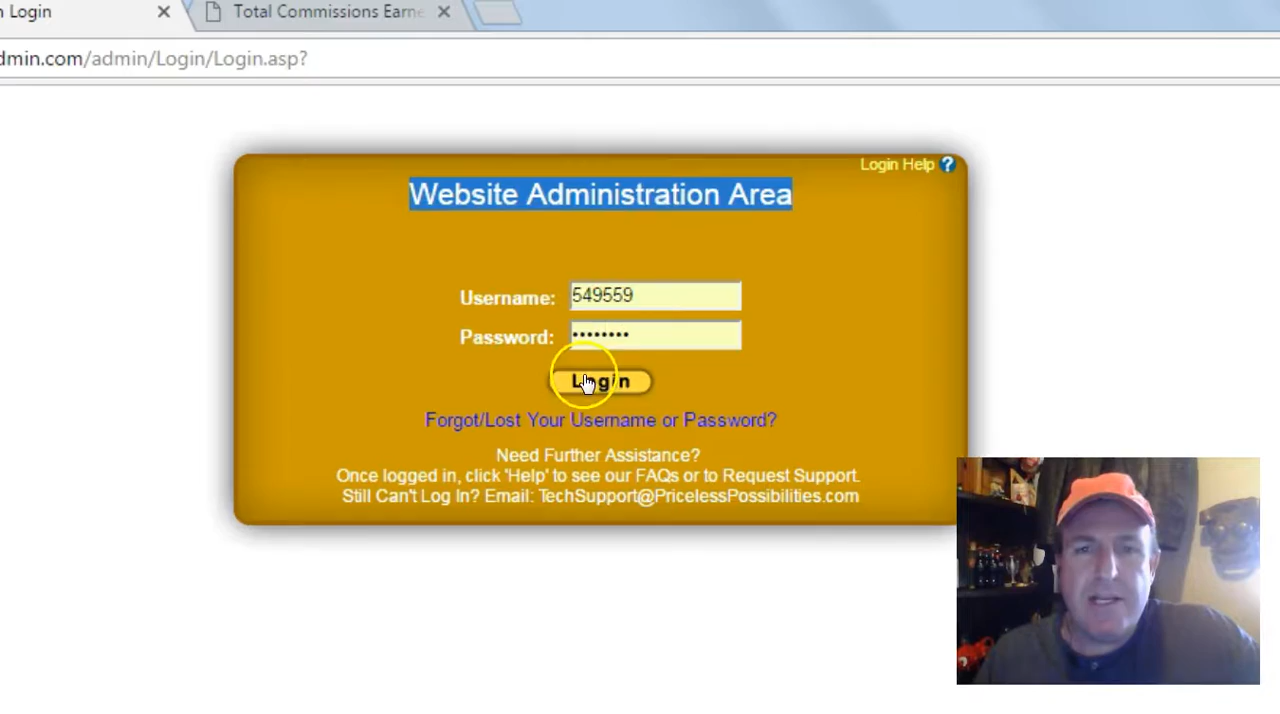 Login
Total Commissions Earne
dmin.com/admin/Login/Login.asp?
Login Help ?
Website Administration Area
Username: 549559
Password: ••••••••
Login
Forgot/Lost Your Username or Password?
Need Further Assistance?
Once logged in, click 'Help' to see our FAQs or to Request Support.
Still Can't Log In? Email: TechSupport@PricelessPossibilities.com